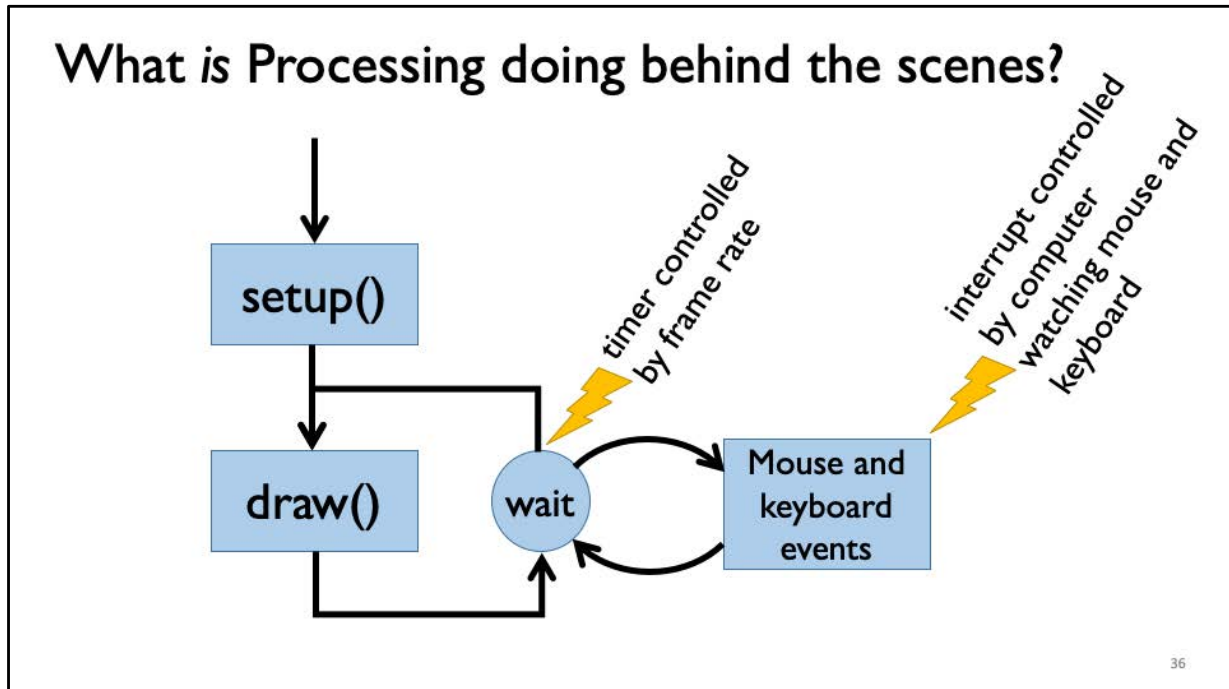 What is Processing doing behind the scenes?
setup()
draw()
wait
timer controlled
by frame rate
Mouse and
keyboard
events
interrupt controlled
by computer
watching mouse and
keyboard
36